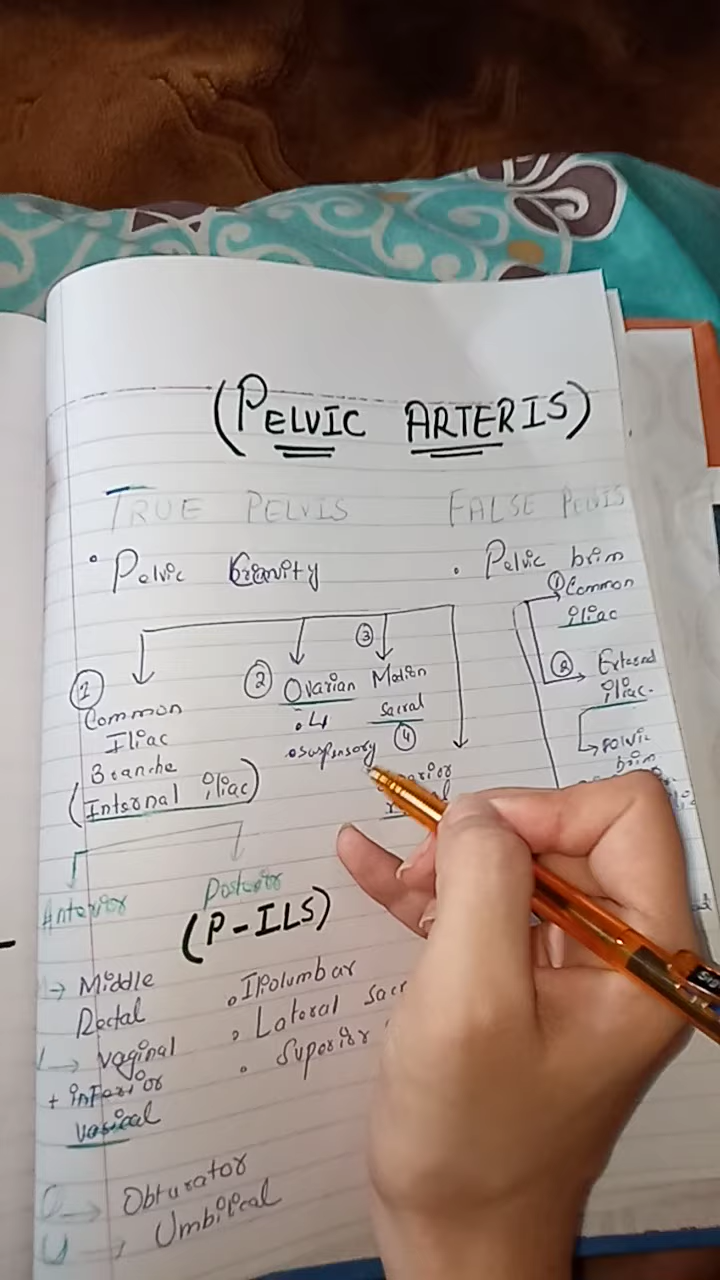 (PELVIC ARTERIS)
TRUE PELVIS
FALSE PELVIS
• Pelvic
• Pelvic brim
① Common
iliac
② External
iliac.
→ Pelvic
brim
①
Common
Iliac
Branche
(Internal iliac)
② Ovarian
• L4
• suspensory
③
Median
sacral
④
Anterior
Posterior
(P-ILS)
→ Middle
Rectal
→ vaginal
+ inferior
vesical
• Iliolumbar
• Lateral
• Superior
O → Obturator
U → Umbilical